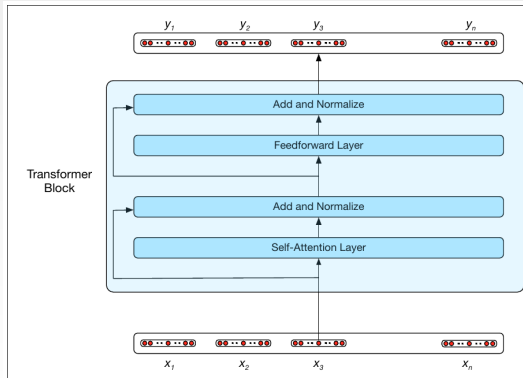 y1 y2 y3 yn
Add and Normalize
Feedforward Layer
Transformer
Block
Add and Normalize
Self-Attention Layer
x1 x2 x3 xn